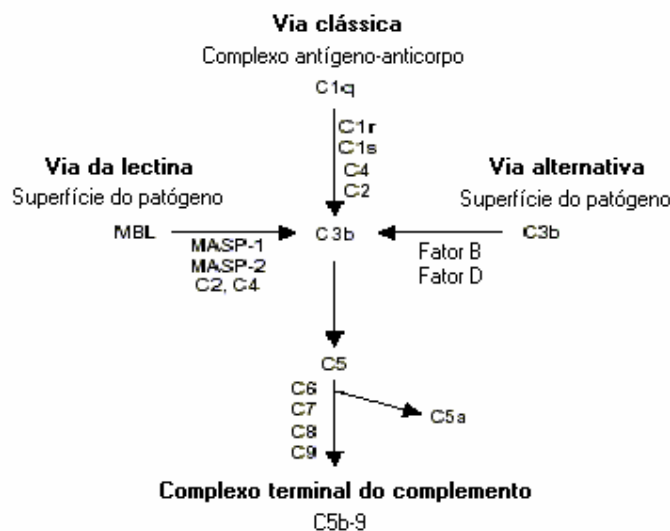 Via clássica
Complexo antígeno-anticorpo
C1q
C1r
C1s
C4
C2
Via da lectina
Superfície do patógeno
MBL
MASP-1
MASP-2
C2, C4
C3b
Via alternativa
Superfície do patógeno
C3b
Fator B
Fator D
C5
C6
C7
C8
C9
C5a
Complexo terminal do complemento
C5b-9